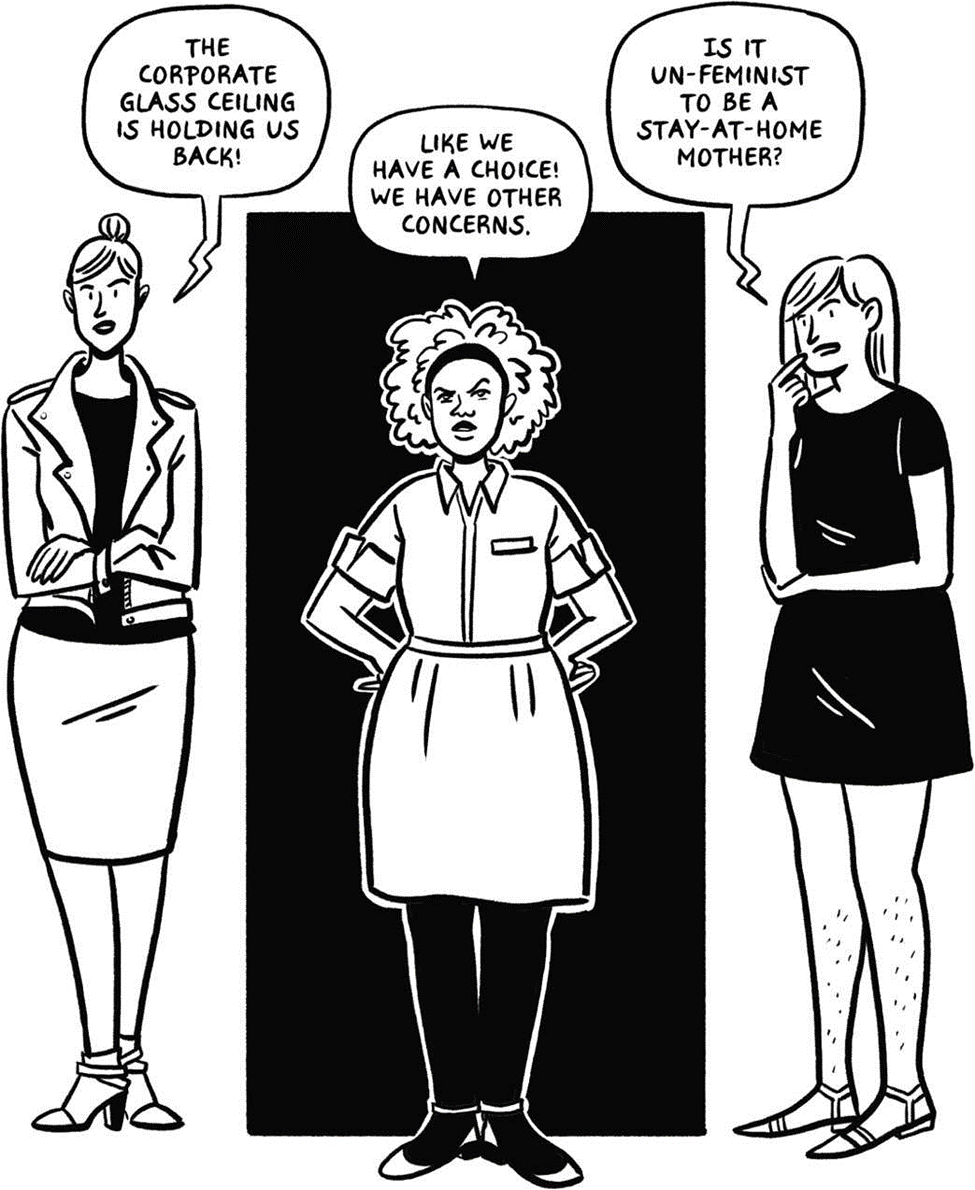 THE
CORPORATE
GLASS CEILING
IS HOLDING US
BACK!
LIKE WE
HAVE A CHOICE!
WE HAVE OTHER
CONCERNS.
IS IT
UN-FEMINIST
TO BE A
STAY-AT-HOME
MOTHER?